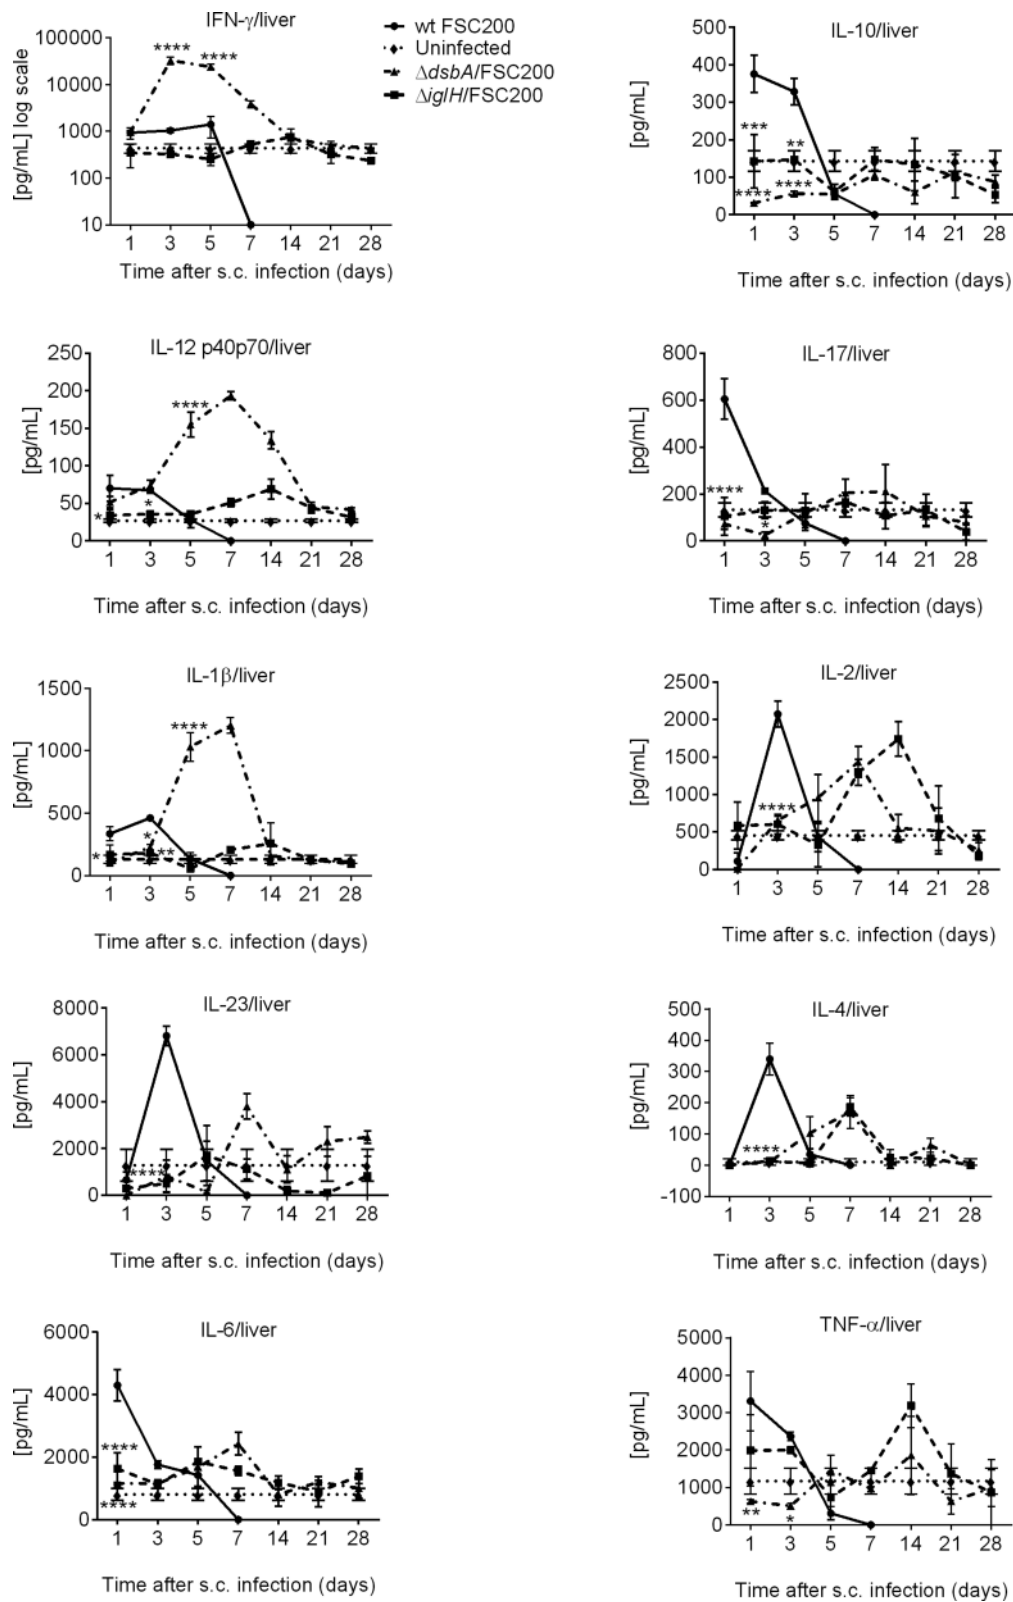 IFN-γ/liver
wt FSC200
Uninfected
ΔdsbA/FSC200
ΔiglH/FSC200
[pg/mL] log scale
100000
10000
1000
100
10
**** ****
1 3 5 7 14 21 28
Time after s.c. infection (days)
IL-10/liver
[pg/mL]
500
400
300
200
100
0
*** **
**** ****
1 3 5 7 14 21 28
Time after s.c. infection (days)
IL-12 p40p70/liver
[pg/mL]
250
200
150
100
50
0
****
* *
1 3 5 7 14 21 28
Time after s.c. infection (days)
IL-17/liver
[pg/mL]
800
600
400
200
0
****
*
1 3 5 7 14 21 28
Time after s.c. infection (days)
IL-1β/liver
[pg/mL]
1500
1000
500
0
****
*
* **
1 3 5 7 14 21 28
Time after s.c. infection (days)
IL-2/liver
[pg/mL]
2500
2000
1500
1000
500
0
****
1 3 5 7 14 21 28
Time after s.c. infection (days)
IL-23/liver
[pg/mL]
8000
6000
4000
2000
0
****
1 3 5 7 14 21 28
Time after s.c. infection (days)
IL-4/liver
[pg/mL]
500
400
300
200
100
0
-100
****
1 3 5 7 14 21 28
Time after s.c. infection (days)
IL-6/liver
[pg/mL]
6000
4000
2000
0
****
****
1 3 5 7 14 21 28
Time after s.c. infection (days)
TNF-α/liver
[pg/mL]
5000
4000
3000
2000
1000
0
** *
1 3 5 7 14 21 28
Time after s.c. infection (days)